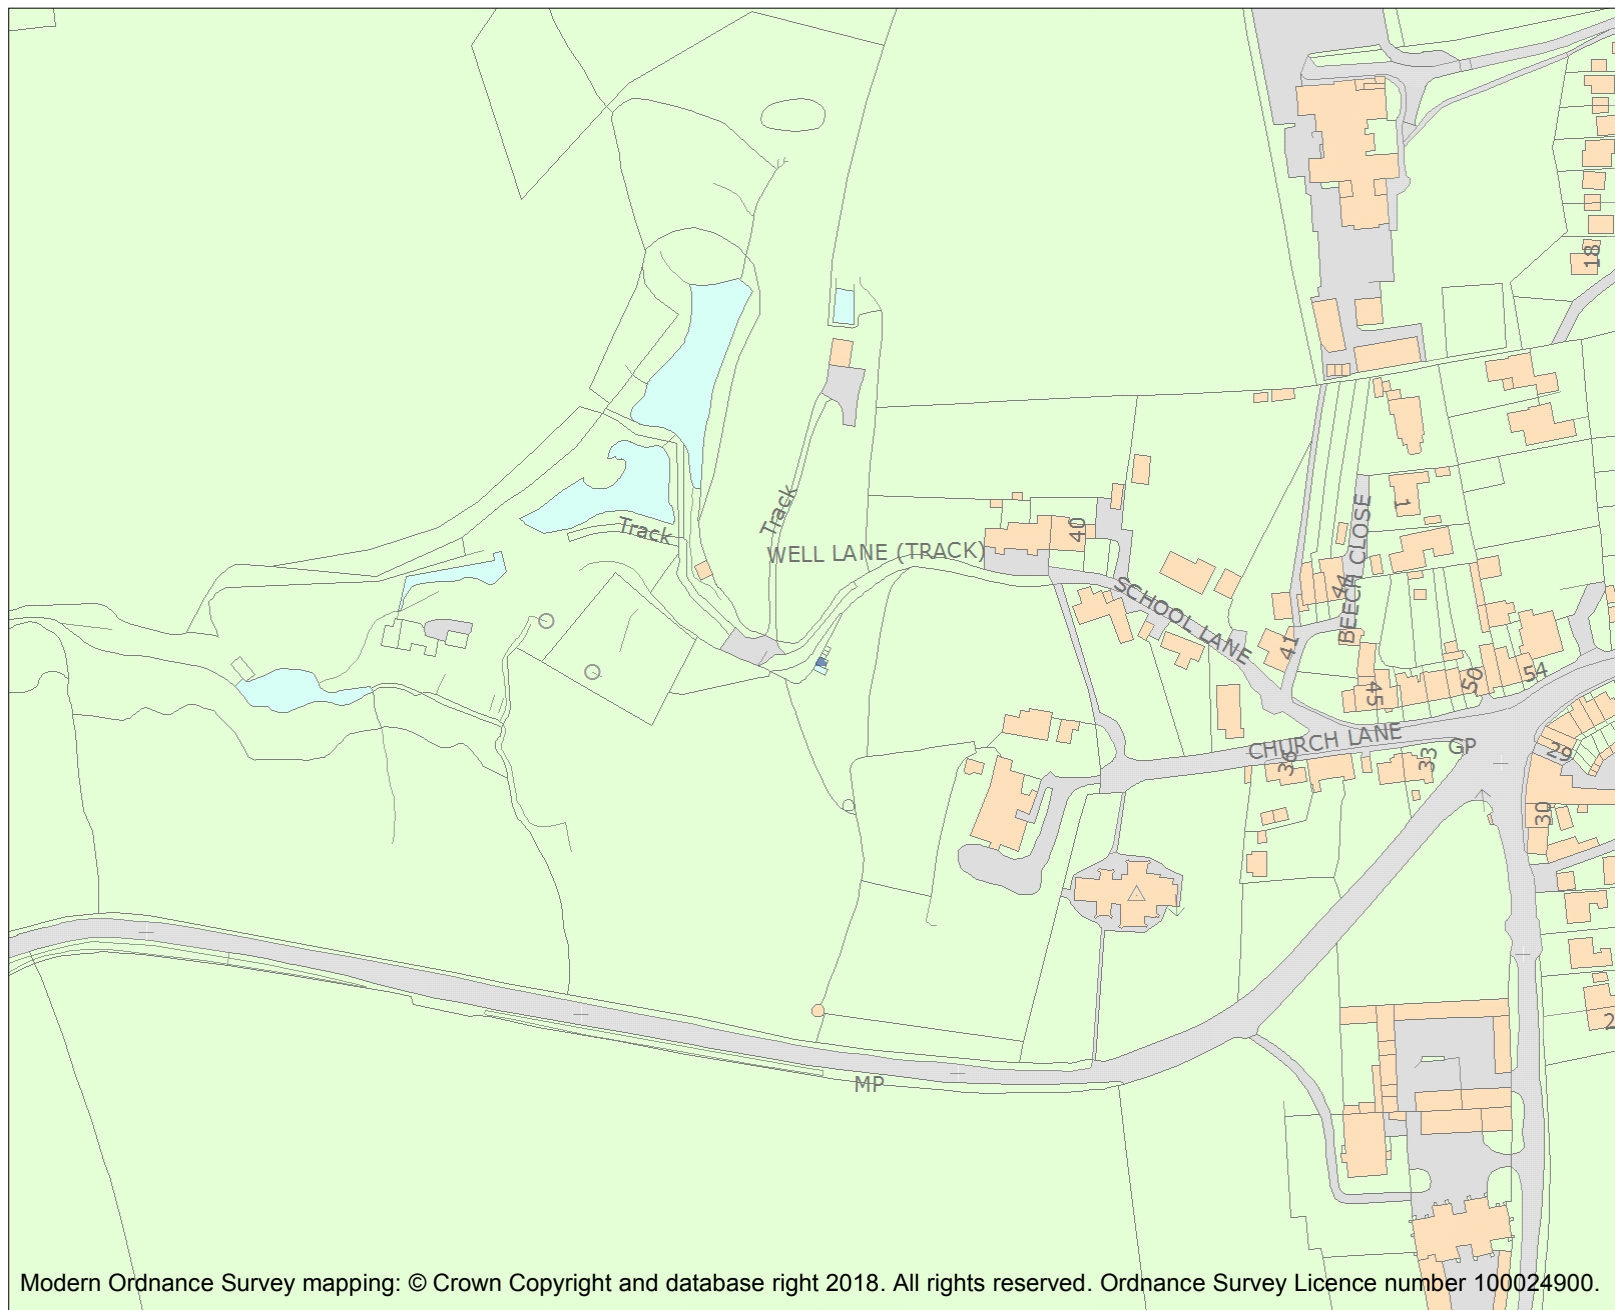 18
Track
Track
WELL LANE (TRACK)
40
SCHOOL LANE
1
BEECH CLOSE
44
41
45
50
54
CHURCH LANE
36
33
GP
29
30
2
MP
Modern Ordnance Survey mapping: © Crown Copyright and database right 2018. All rights reserved. Ordnance Survey Licence number 100024900.